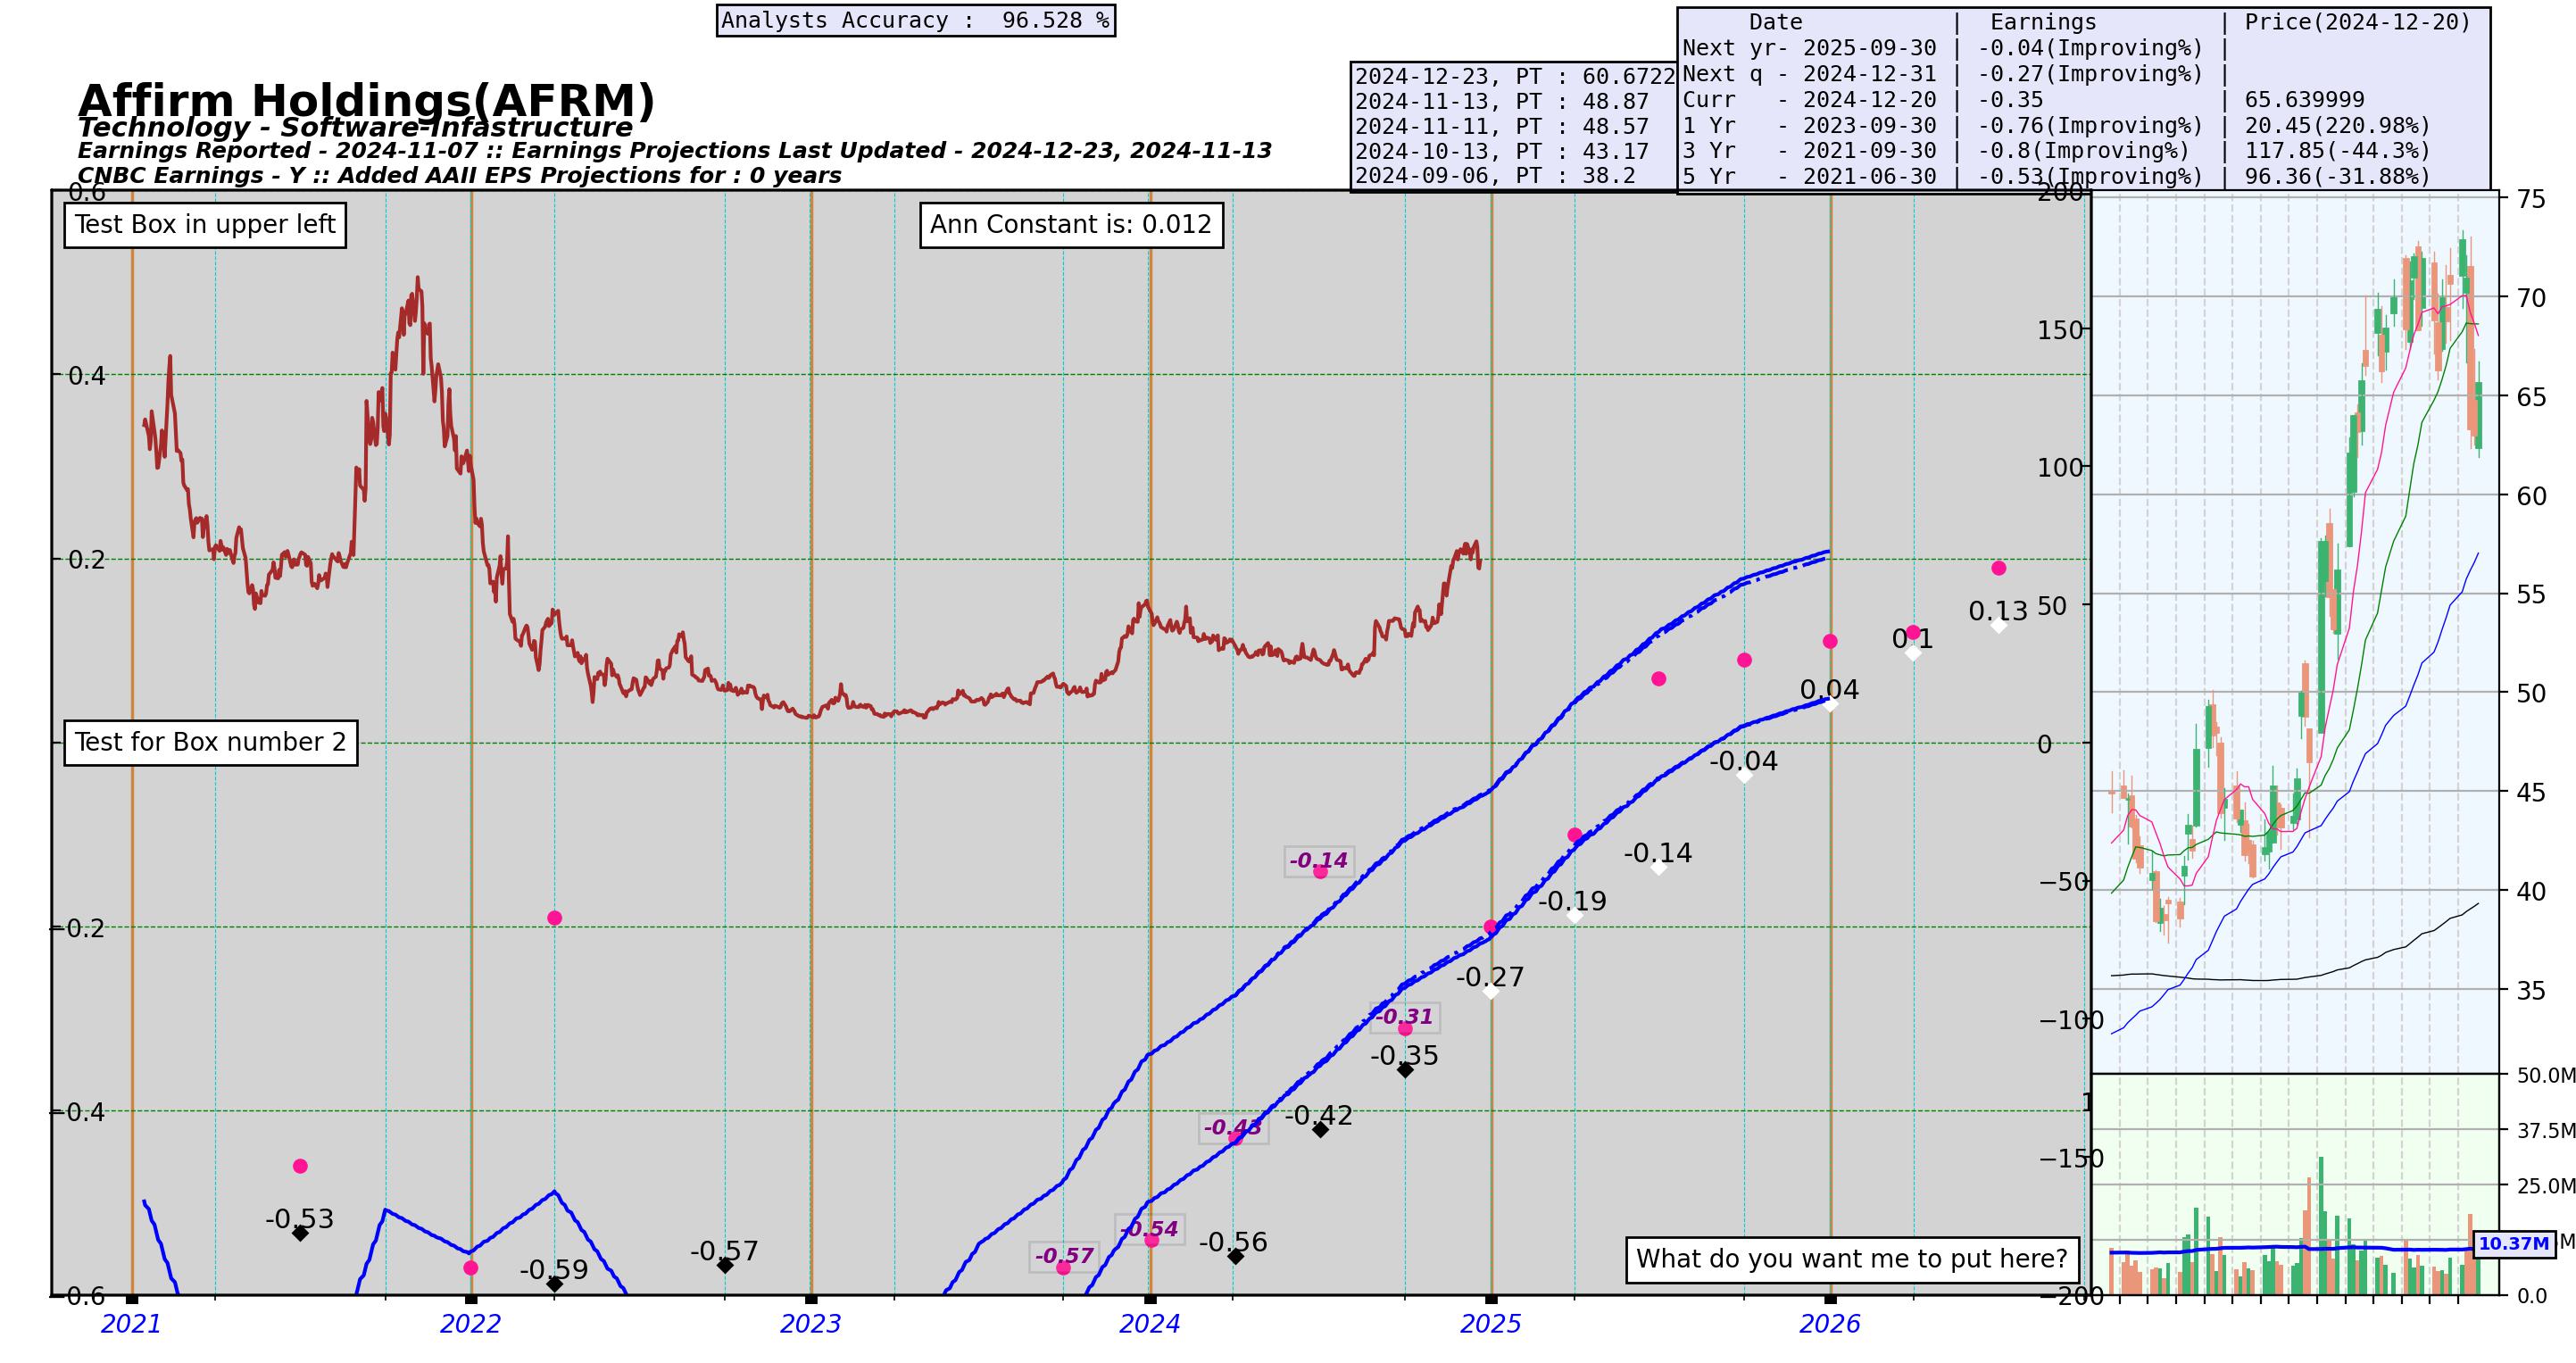 Analysts Accuracy :  96.528 %
Date | Earnings | Price(2024-12-20)
Next yr- 2025-09-30 | -0.04(Improving%) |
Next q - 2024-12-31 | -0.27(Improving%) |
Curr   - 2024-12-20 | -0.35 | 65.639999
1 Yr   - 2023-09-30 | -0.76(Improving%) | 20.45(220.98%)
3 Yr   - 2021-09-30 | -0.8(Improving%) | 117.85(-44.3%)
5 Yr   - 2021-06-30 | -0.53(Improving%) | 96.36(-31.88%)
2024-12-23, PT : 60.6722
2024-11-13, PT : 48.87
2024-11-11, PT : 48.57
2024-10-13, PT : 43.17
2024-09-06, PT : 38.2
Affirm Holdings(AFRM)
Technology - Software-Infastructure
Earnings Reported - 2024-11-07 :: Earnings Projections Last Updated - 2024-12-23, 2024-11-13
CNBC Earnings - Y :: Added AAII EPS Projections for : 0 years
Test Box in upper left
Ann Constant is: 0.012
Test for Box number 2
What do you want me to put here?
0.6
0.4
0.2
−0.2
−0.4
−0.6
200
150
100
50
0
−50
−100
−150
−200
75
70
65
60
55
50
45
40
35
50.0M
37.5M
25.0M
10.37M
0.0
-0.53
-0.59
-0.57
-0.57
-0.54
-0.56
-0.43
-0.42
-0.14
-0.31
-0.35
-0.27
-0.19
-0.14
-0.04
0.04
0.1
0.13
2021
2022
2023
2024
2025
2026